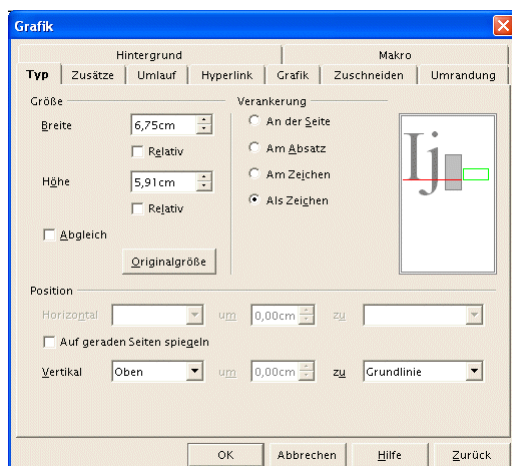 Grafik
Hintergrund Makro
Typ Zusätze Umlauf Hyperlink Grafik Zuschneiden Umrandung
Größe Verankerung
Breite 6,75cm An der Seite
Relativ Am Absatz
Höhe 5,91cm Am Zeichen
Relativ Als Zeichen
Abgleich
Originalgröße
Ij
Position
Horizontal um 0,00cm zu
Auf geraden Seiten spiegeln
Vertikal Oben um 0,00cm zu Grundlinie
OK Abbrechen Hilfe Zurück